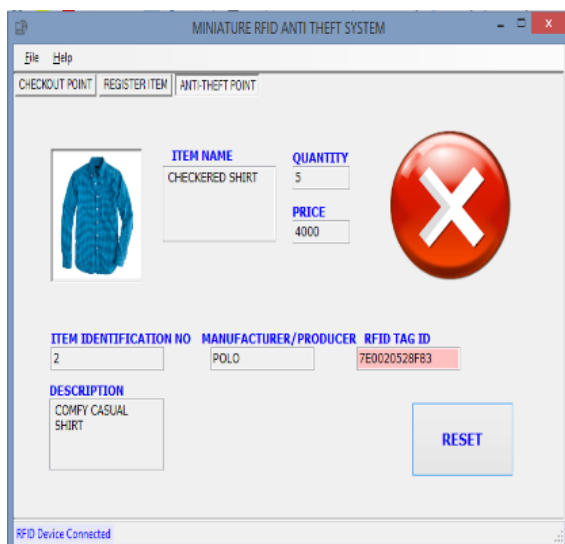 MINIATURE RFID ANTI THEFT SYSTEM
File Help
CHECKOUT POINT REGISTER ITEM ANTI-THEFT POINT
ITEM NAME
CHECKERED SHIRT
QUANTITY
5
PRICE
4000
ITEM IDENTIFICATION NO MANUFACTURER/PRODUCER RFID TAG ID
2 POLO 7E0020528F83
DESCRIPTION
COMFY CASUAL
SHIRT
RESET
RFID Device Connected